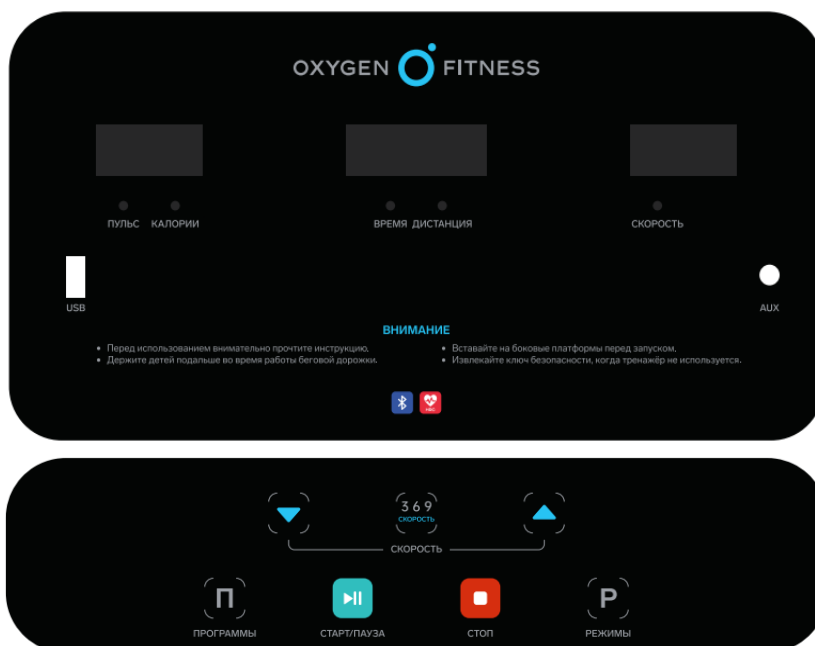 OXYGEN FITNESS
ПУЛЬС КАЛОРИИ
ВРЕМЯ ДИСТАНЦИЯ
СКОРОСТЬ
USB
AUX
ВНИМАНИЕ
• Перед использованием внимательно прочтите инструкцию.
• Держите детей подальше во время работы беговой дорожки.
• Вставайте на боковые платформы перед запуском.
• Извлекайте ключ безопасности, когда тренажёр не используется.
HRC
3 6 9
СКОРОСТЬ
СКОРОСТЬ
П
Р
ПРОГРАММЫ
СТАРТ/ПАУЗА
СТОП
РЕЖИМЫ